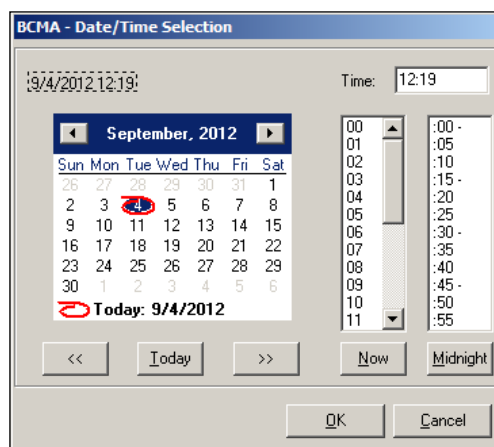 BCMA - Date/Time Selection
9/4/2012 12:19
Time: 12:19
September, 2012
Sun Mon Tue Wed Thu Fri Sat
26 27 28 29 30 31 1
2 3 4 5 6 7 8
9 10 11 12 13 14 15
16 17 18 19 20 21 22
23 24 25 26 27 28 29
30 1 2 3 4 5 6
Today: 9/4/2012
00
01
02
03
04
05
06
07
08
09
10
11
:00 -
:05
:10
:15 -
:20
:25
:30 -
:35
:40
:45 -
:50
:55
<< Today >> Now Midnight
OK Cancel